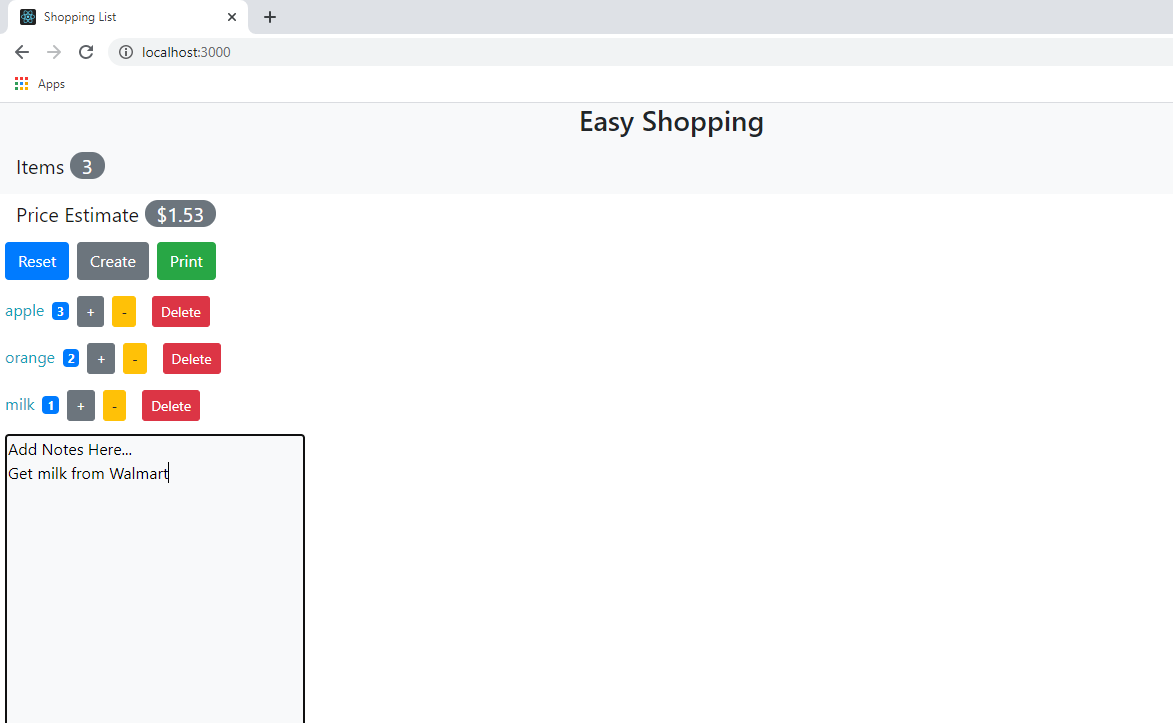 Shopping List
localhost:3000
Apps
Easy Shopping
Items 3
Price Estimate $1.53
Reset Create Print
apple 3 + - Delete
orange 2 + - Delete
milk 1 + - Delete
Add Notes Here...
Get milk from Walmart